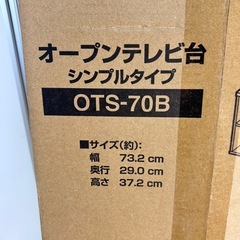 オープンテレビ台
シンプルタイプ
OTS-70B
■サイズ(約):
幅 73.2 cm
奥行 29.0 cm
高さ 37.2 cm